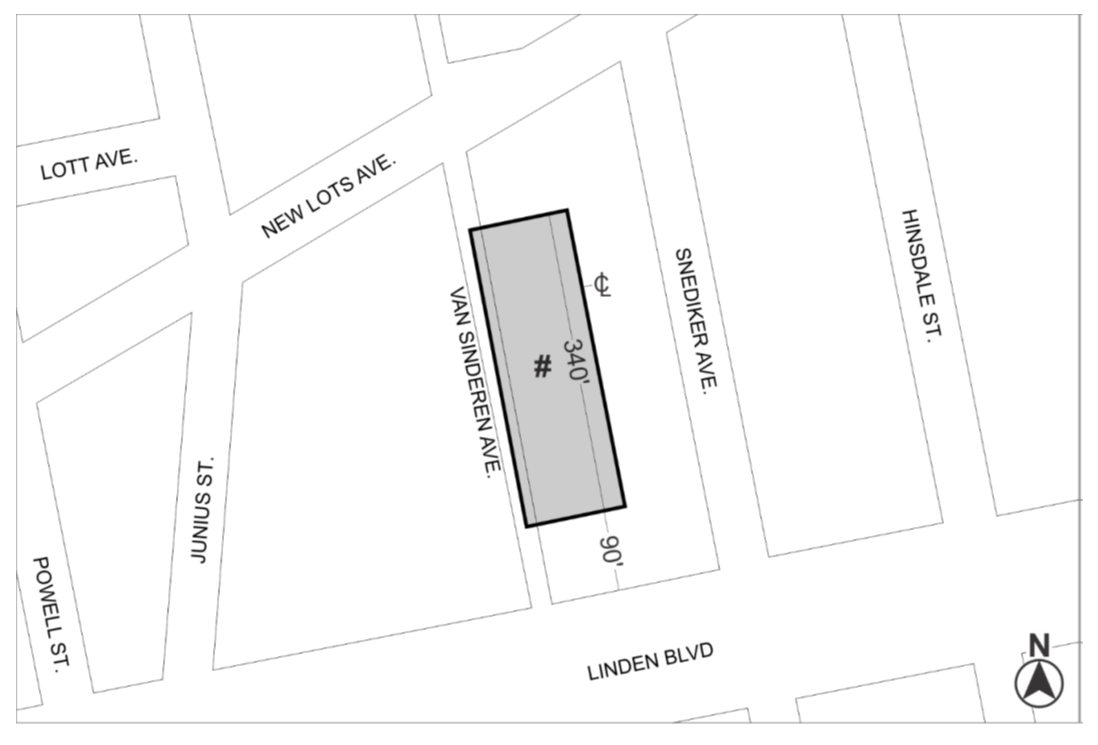 LOTT AVE.
NEW LOTS AVE.
HINSDALE ST.
SNEDIKER AVE.
℄
VAN SINDEREN AVE.
340'
#
JUNIUS ST.
90'
POWELL ST.
LINDEN BLVD
N